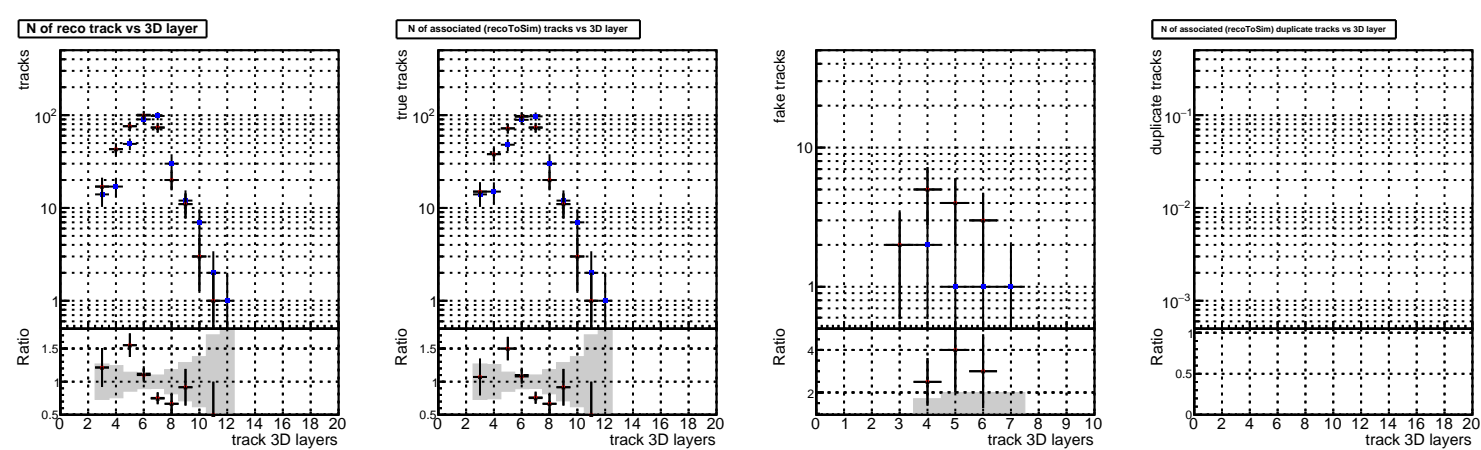 N of reco track vs 3D layer
tracks
10²
10
1
Ratio
1.5
1
0.5
0 2 4 6 8 10 12 14 16 18 20
track 3D layers
N of associated (recoToSim) tracks vs 3D layer
true tracks
10²
10
1
Ratio
1.5
1
0.5
0 2 4 6 8 10 12 14 16 18 20
track 3D layers
fake tracks
10
1
Ratio
4
2
0 1 2 3 4 5 6 7 8 9 10
track 3D layers
N of associated (recoToSim) duplicate tracks vs 3D layer
duplicate tracks
10⁻¹
10⁻²
10⁻³
Ratio
1
0.5
0
0 2 4 6 8 10 12 14 16 18 20
track 3D layers